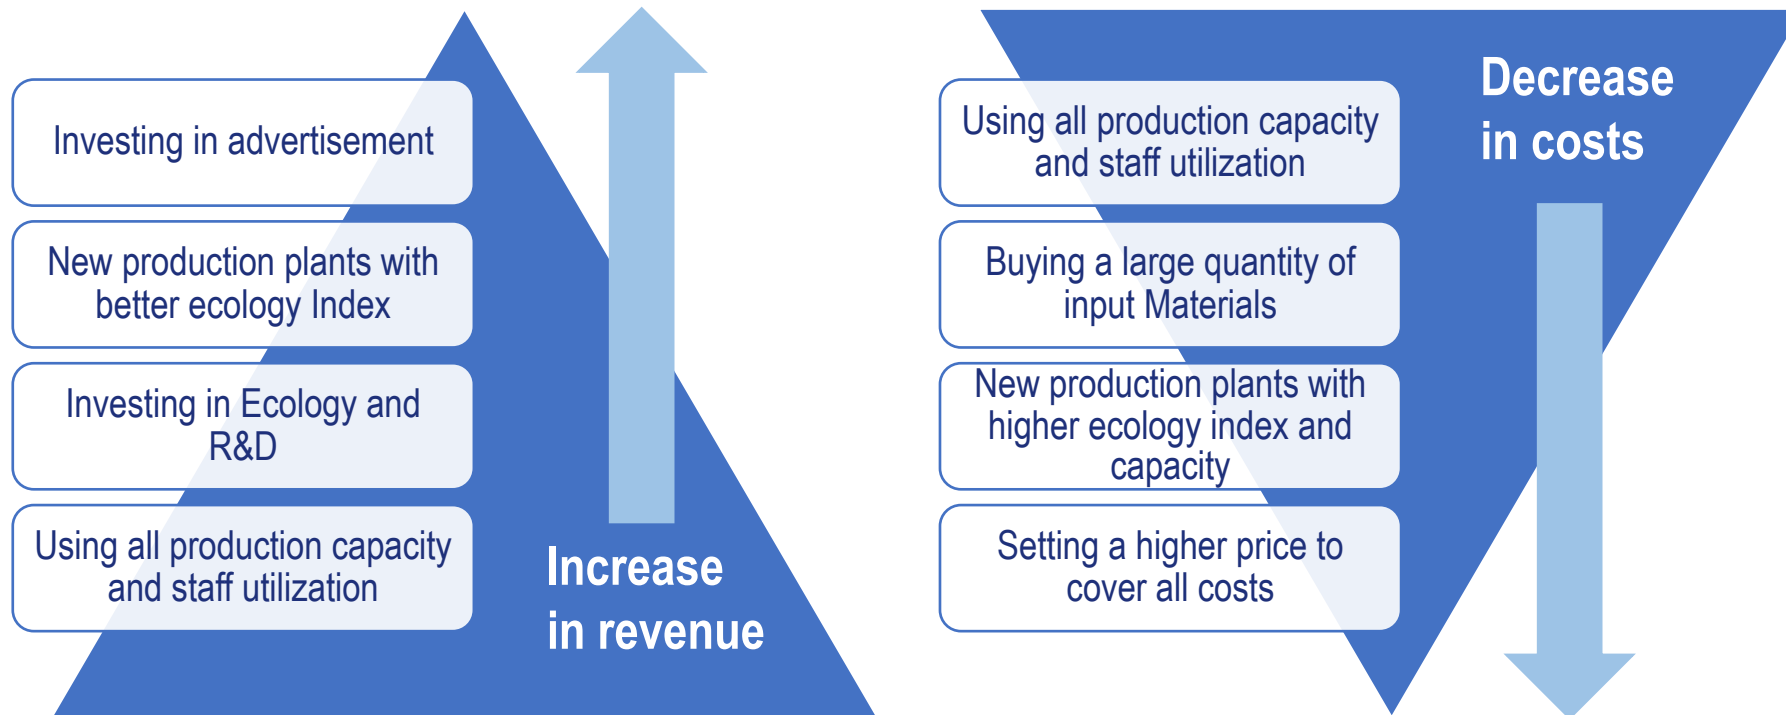 Investing in advertisement
New production plants with
better ecology Index
Investing in Ecology and
R&D
Using all production capacity
and staff utilization
Increase
in revenue
Using all production capacity
and staff utilization
Buying a large quantity of
input Materials
New production plants with
higher ecology index and
capacity
Setting a higher price to
cover all costs
Decrease
in costs